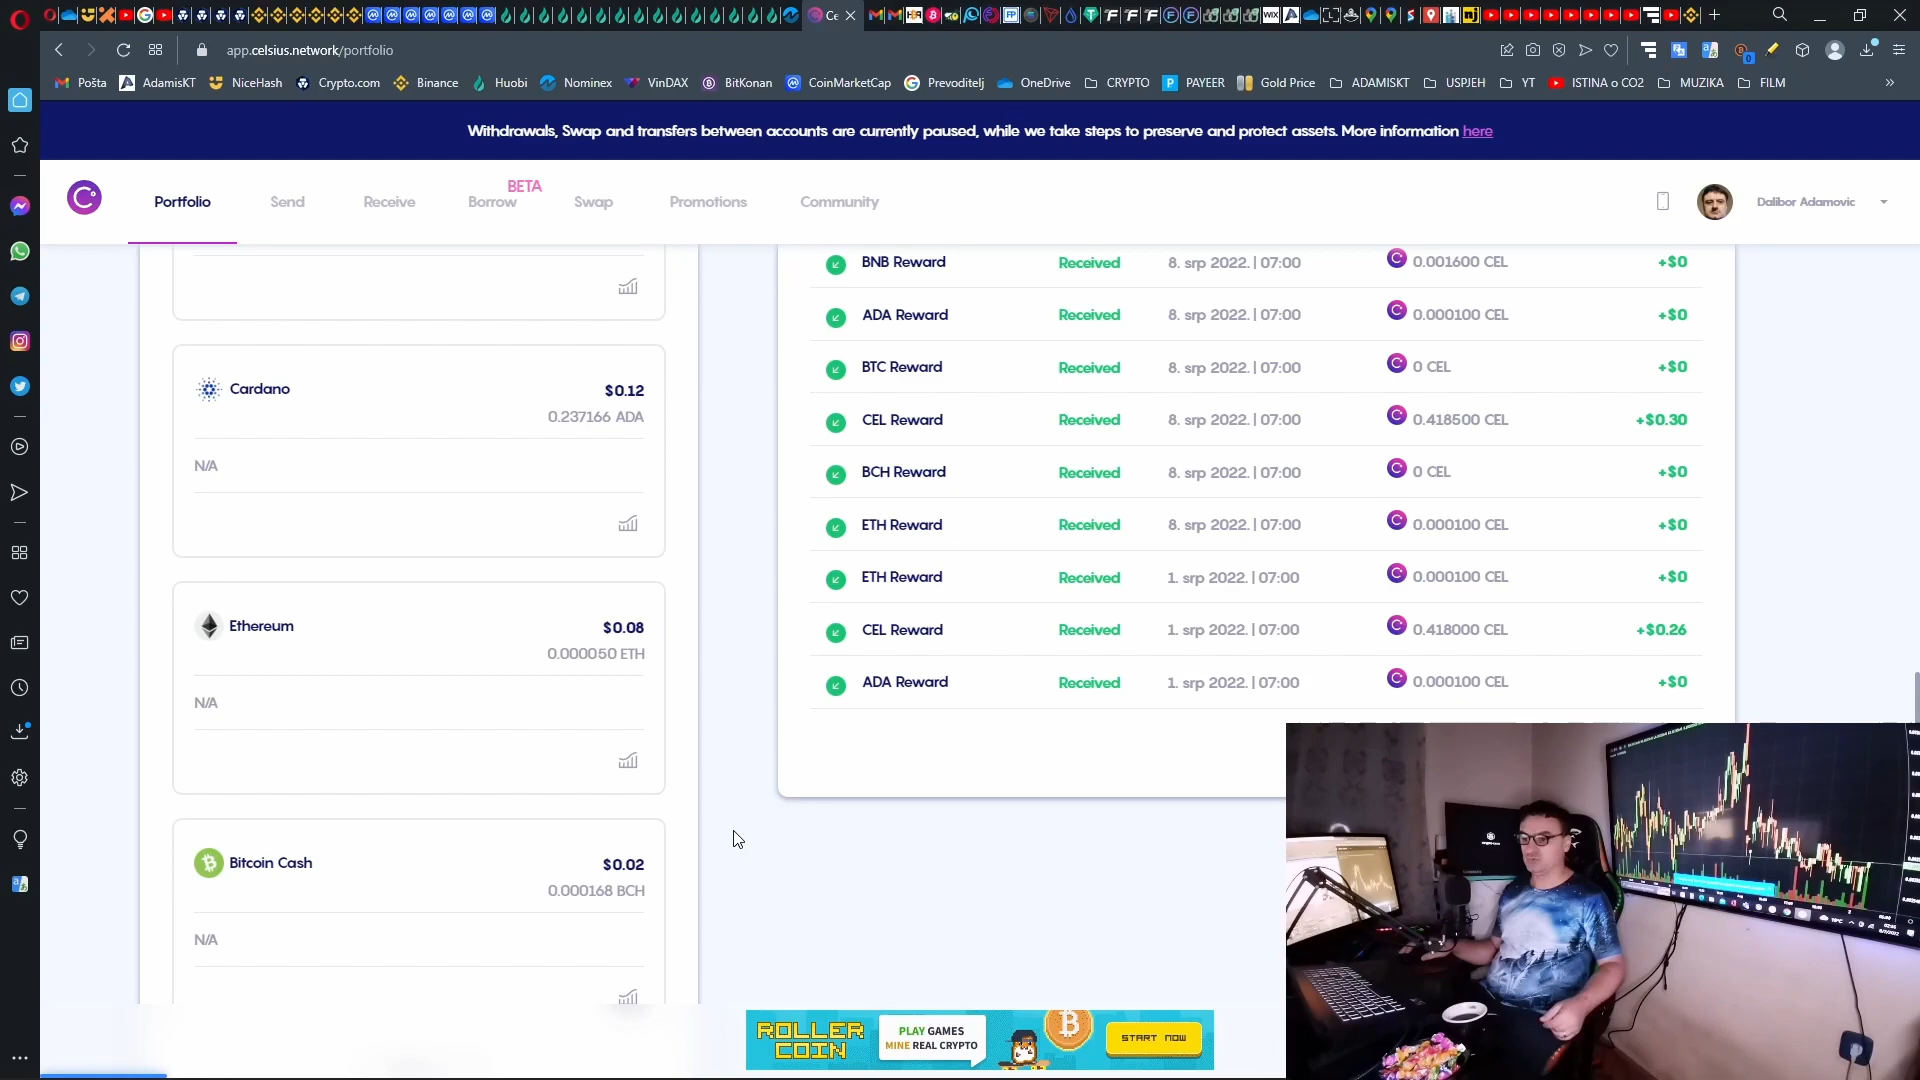 Ce
app.celsius.network/portfolio
Pošta
AdamisKT
NiceHash
Crypto.com
Binance
Huobi
Nominex
VinDAX
BitKonan
CoinMarketCap
Prevoditelj
OneDrive
CRYPTO
PAYEER
Gold Price
ADAMISKT
USPJEH
YT
ISTINA o CO2
MUZIKA
FILM
Withdrawals, Swap and transfers between accounts are currently paused, while we take steps to preserve and protect assets. More information here
Portfolio
Send
Receive
Borrow
BETA
Swap
Promotions
Community
Dalibor Adamovic
Cardano
$0.12
0.237166 ADA
N/A
Ethereum
$0.08
0.000050 ETH
N/A
Bitcoin Cash
$0.02
0.000168 BCH
N/A
BNB Reward Received 8. srp 2022. | 07:00 0.001600 CEL +$0
ADA Reward Received 8. srp 2022. | 07:00 0.000100 CEL +$0
BTC Reward Received 8. srp 2022. | 07:00 0 CEL +$0
CEL Reward Received 8. srp 2022. | 07:00 0.418500 CEL +$0.30
BCH Reward Received 8. srp 2022. | 07:00 0 CEL +$0
ETH Reward Received 8. srp 2022. | 07:00 0.000100 CEL +$0
ETH Reward Received 1. srp 2022. | 07:00 0.000100 CEL +$0
CEL Reward Received 1. srp 2022. | 07:00 0.418000 CEL +$0.26
ADA Reward Received 1. srp 2022. | 07:00 0.000100 CEL +$0
ROLLER
COIN
PLAY GAMES
MINE REAL CRYPTO
START NOW